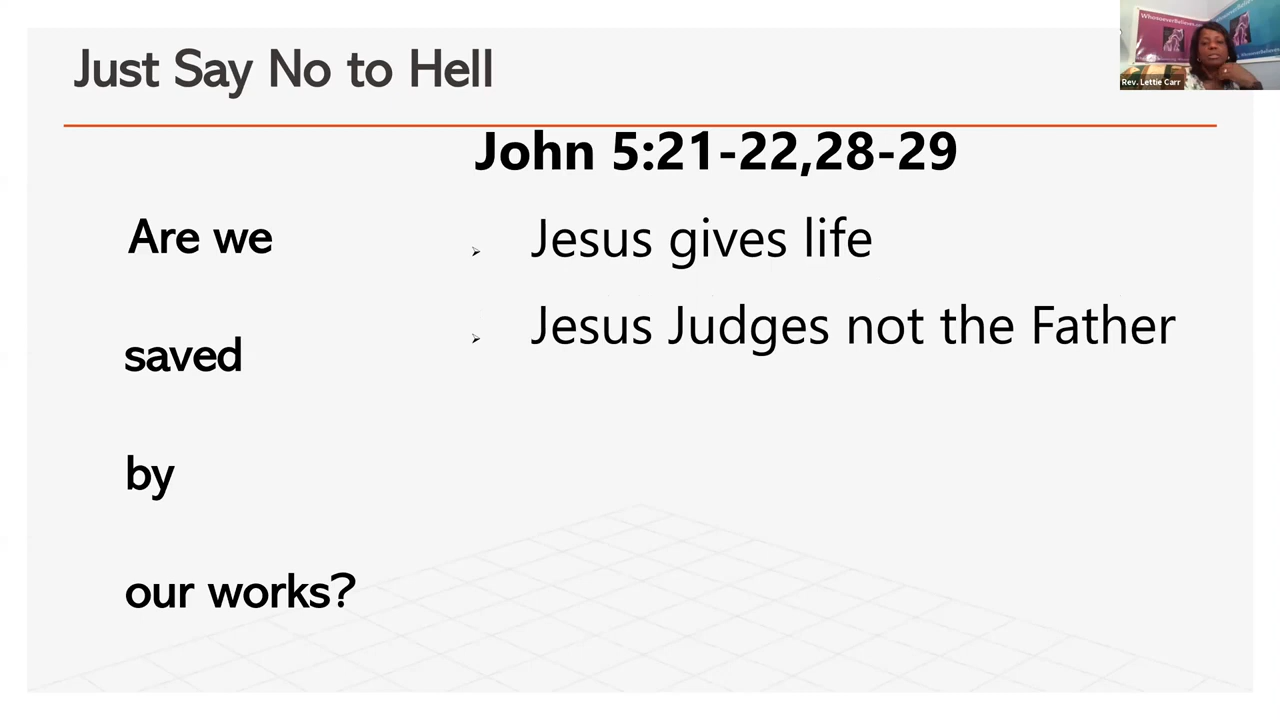 Just Say No to Hell
Rev. Lettie Carr
John 5:21-22,28-29
Are we
saved
by
our works?
Jesus gives life
Jesus Judges not the Father